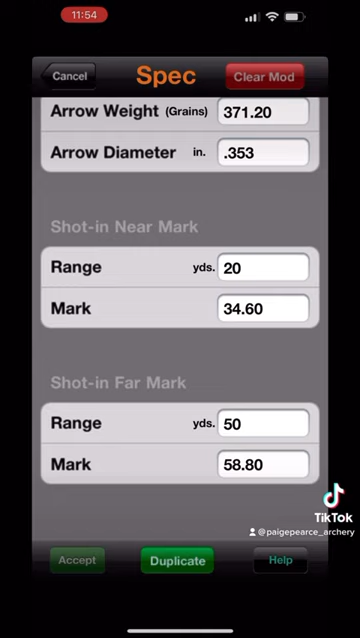 11:54
Cancel Spec Clear Mod
Arrow Weight (Grains) 371.20
Arrow Diameter in. .353
Shot-in Near Mark
Range yds. 20
Mark 34.60
Shot-in Far Mark
Range yds. 50
Mark 58.80
TikTok
@paigepearce_archery
Accept Duplicate Help